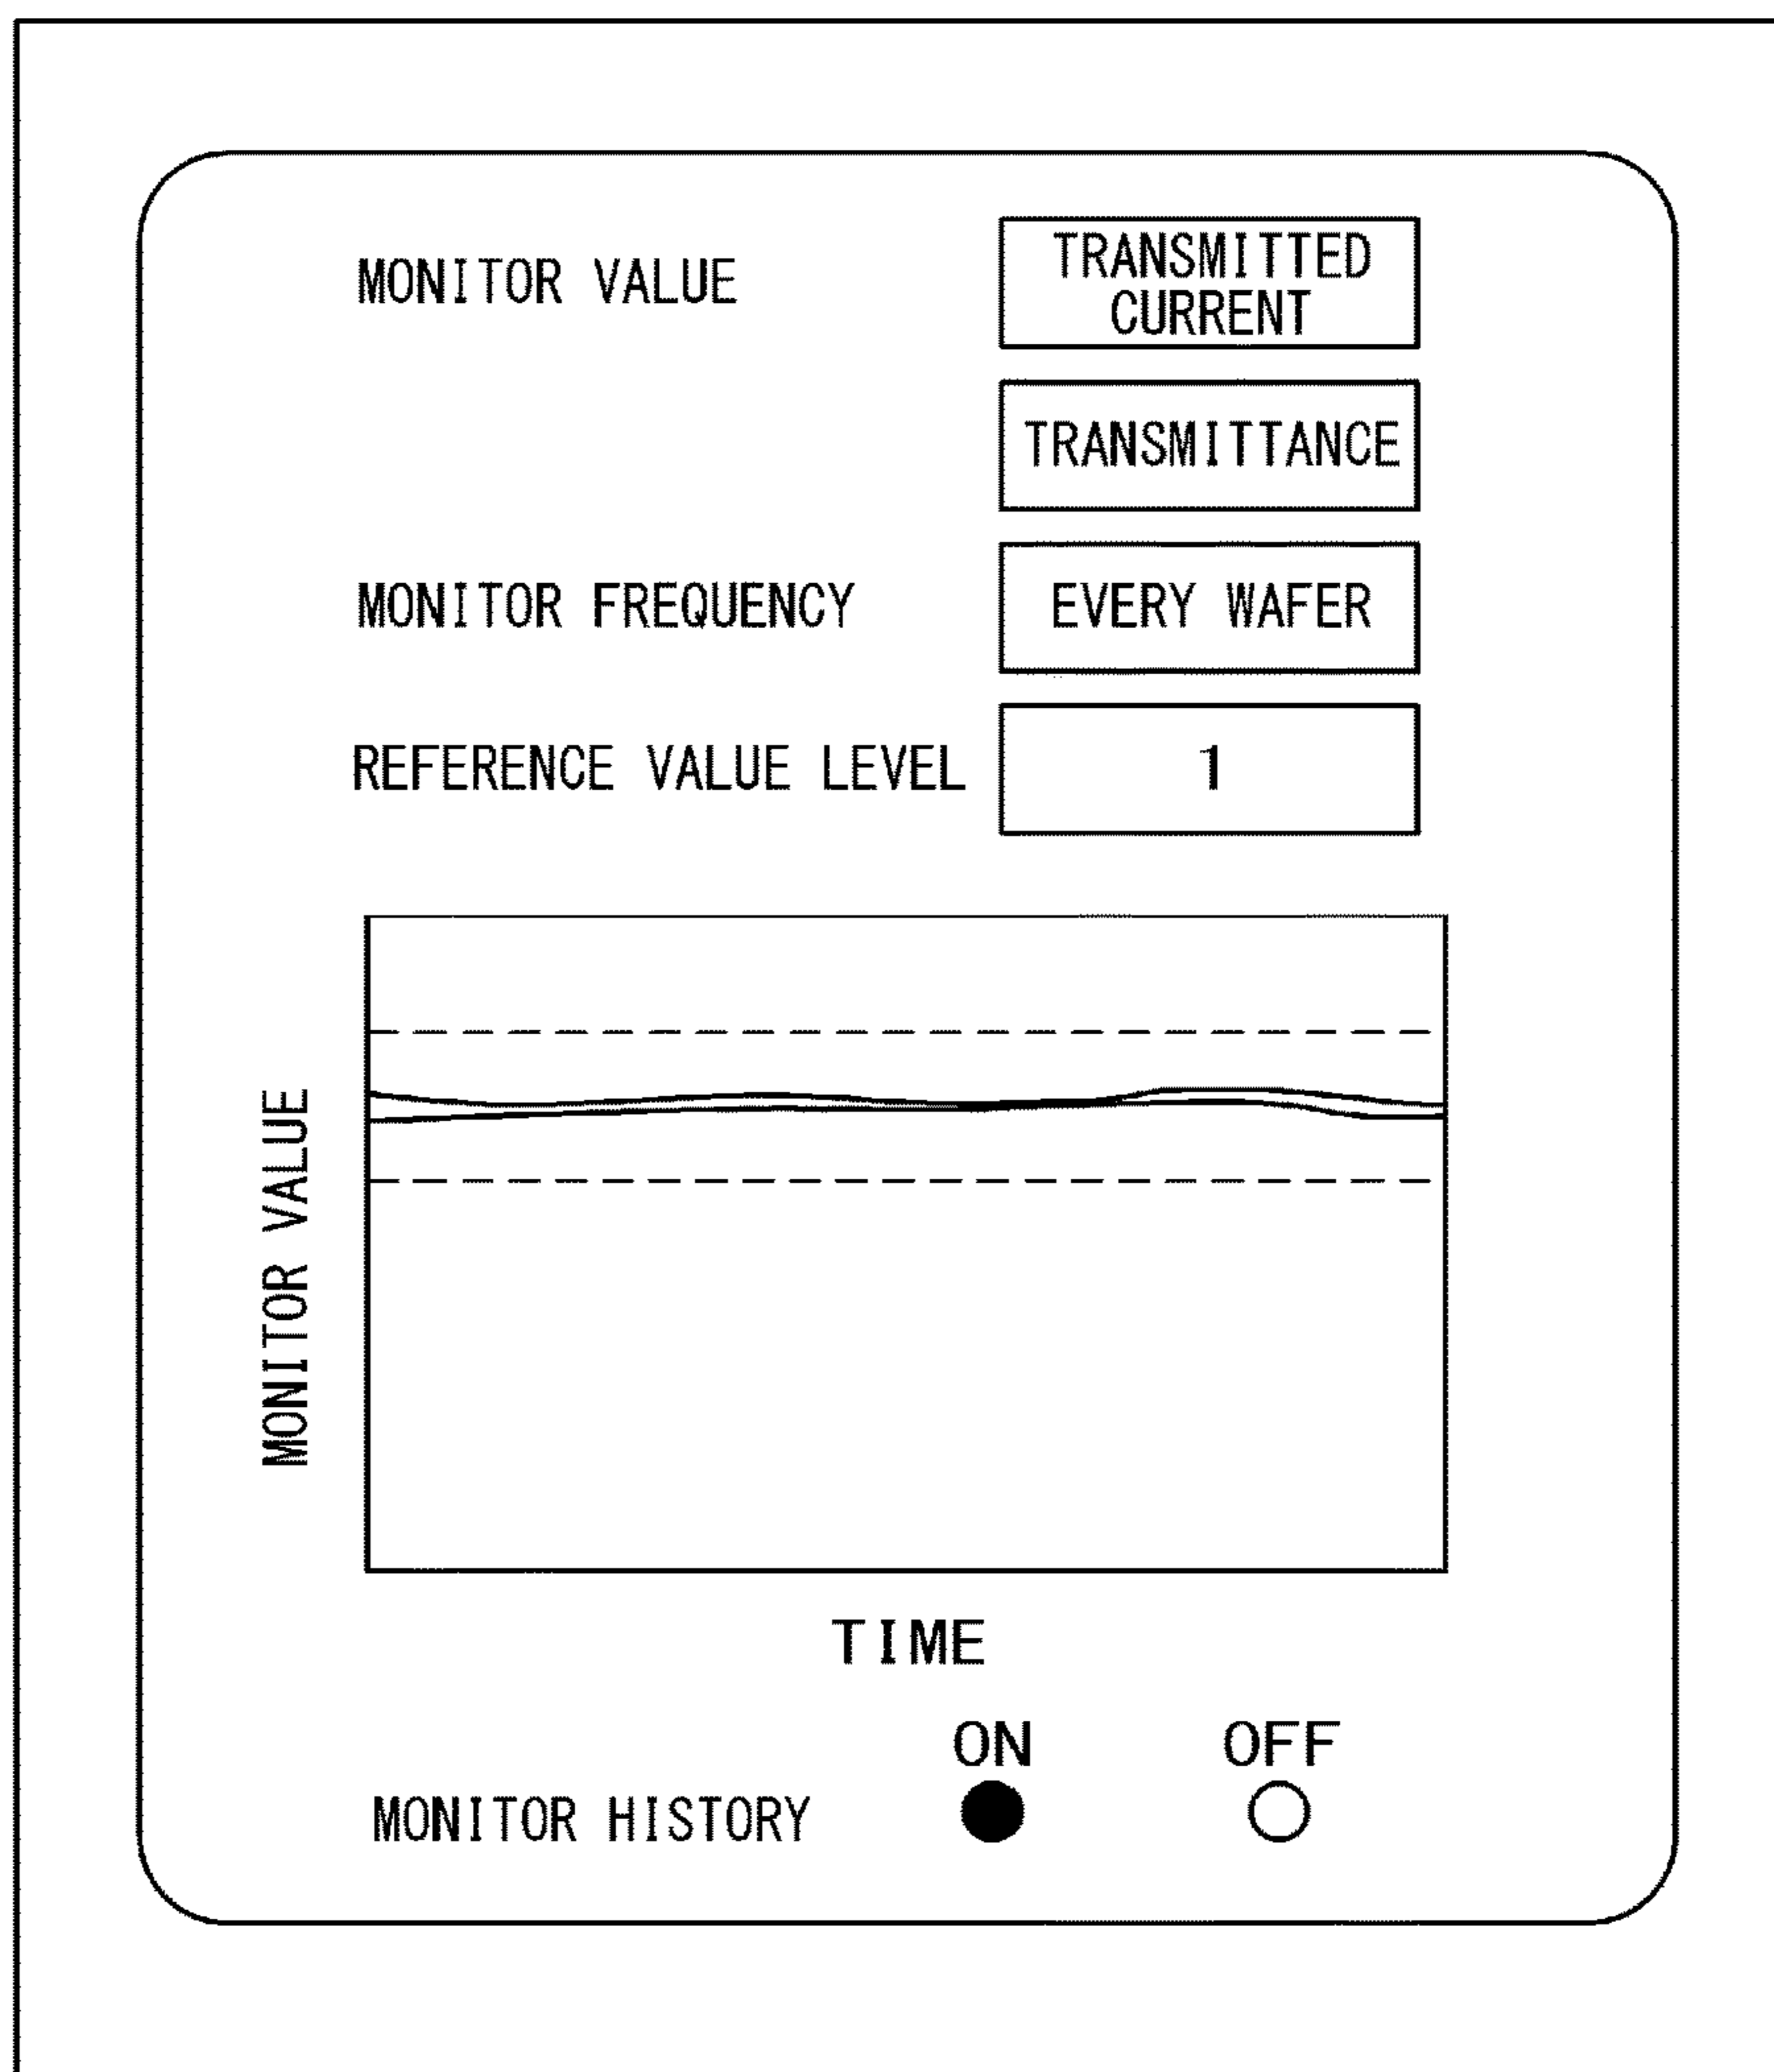 MONITOR VALUE
TRANSMITTED
CURRENT
TRANSMITTANCE
MONITOR FREQUENCY
EVERY WAFER
REFERENCE VALUE LEVEL
1
MONITOR VALUE
TIME
ON OFF
MONITOR HISTORY